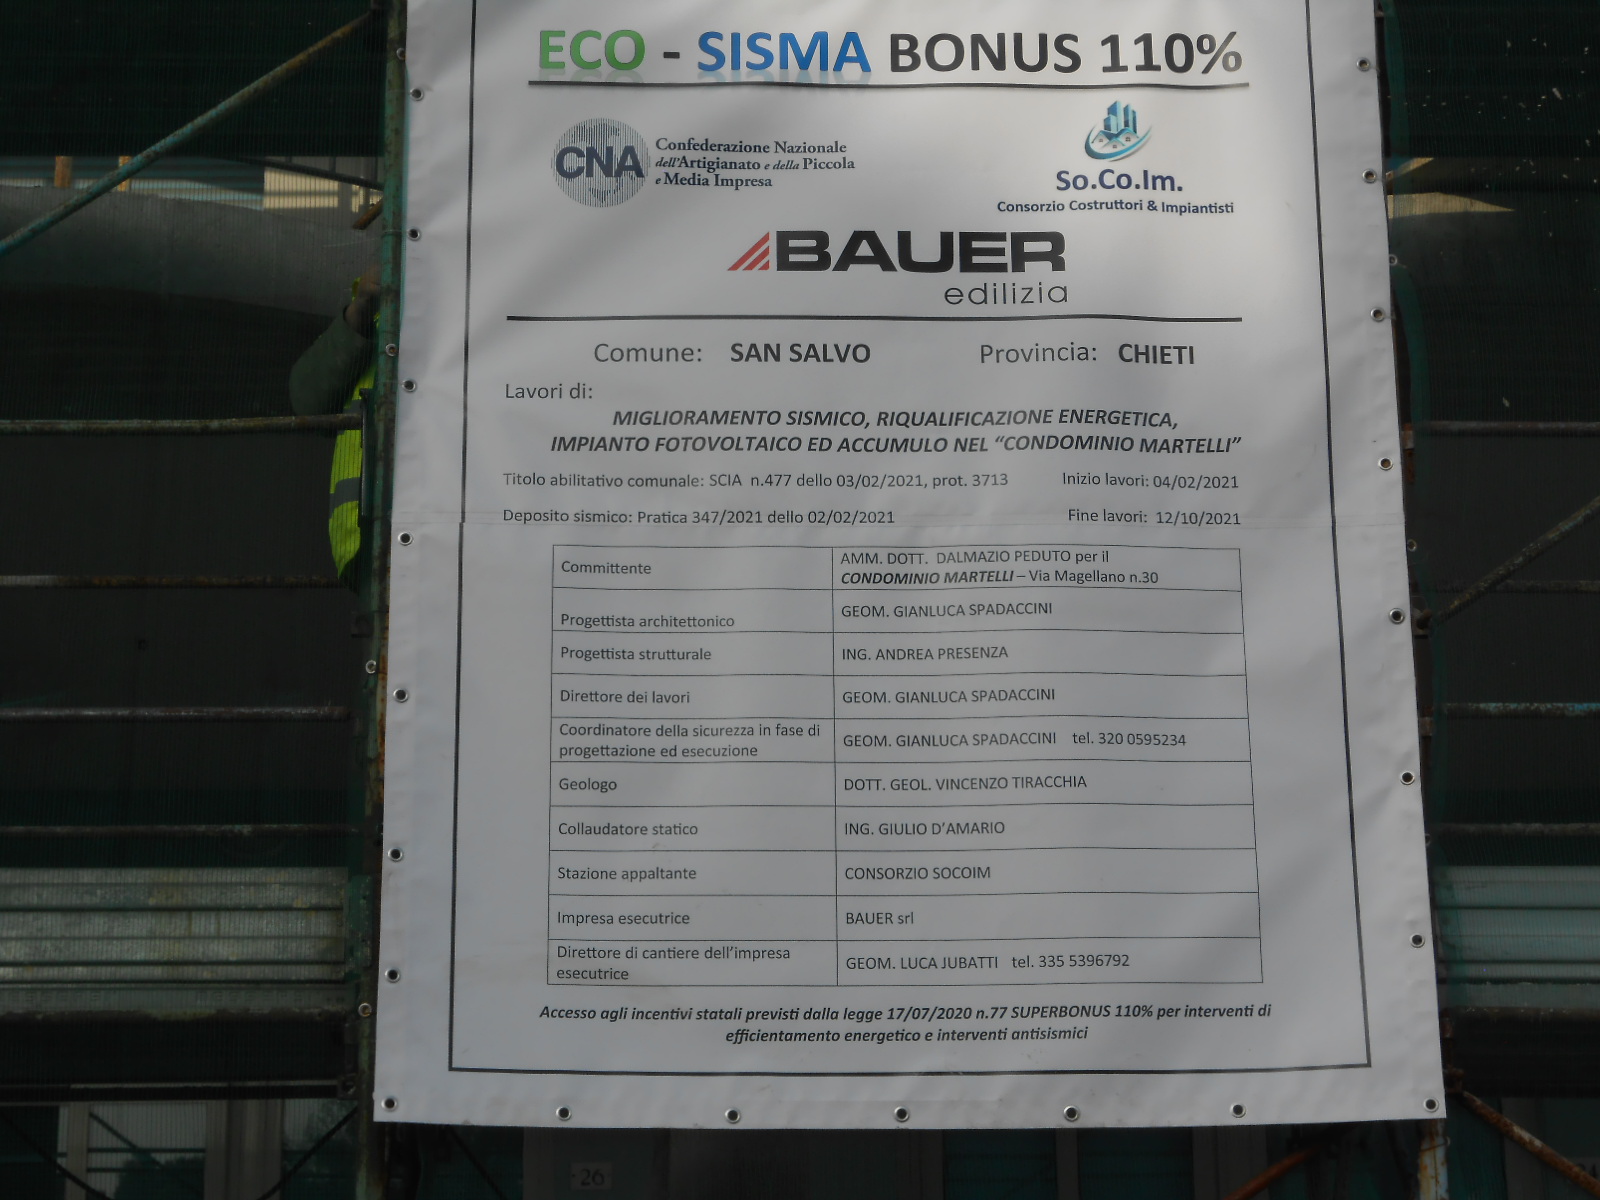 ECO - SISMA BONUS 110%
CNA Confederazione Nazionale
dell'Artigianato e della Piccola
e Media Impresa
So.Co.Im.
Consorzio Costruttori & Impiantisti
BAUER
edilizia
Comune: SAN SALVO Provincia: CHIETI
Lavori di:
MIGLIORAMENTO SISMICO, RIQUALIFICAZIONE ENERGETICA,
IMPIANTO FOTOVOLTAICO ED ACCUMULO NEL “CONDOMINIO MARTELLI”
Titolo abilitativo comunale: SCIA n.477 dello 03/02/2021, prot. 3713 Inizio lavori: 04/02/2021
Deposito sismico: Pratica 347/2021 dello 02/02/2021 Fine lavori: 12/10/2021
Committente
AMM. DOTT. DALMAZIO PEDUTO per il
CONDOMINIO MARTELLI – Via Magellano n.30
Progettista architettonico GEOM. GIANLUCA SPADACCINI
Progettista strutturale ING. ANDREA PRESENZA
Direttore dei lavori GEOM. GIANLUCA SPADACCINI
Coordinatore della sicurezza in fase di
progettazione ed esecuzione
GEOM. GIANLUCA SPADACCINI tel. 320 0595234
Geologo DOTT. GEOL. VINCENZO TIRACCHIA
Collaudatore statico ING. GIULIO D'AMARIO
Stazione appaltante CONSORZIO SOCOIM
Impresa esecutrice BAUER srl
Direttore di cantiere dell'impresa
esecutrice
GEOM. LUCA JUBATTI tel. 335 5396792
Accesso agli incentivi statali previsti dalla legge 17/07/2020 n.77 SUPERBONUS 110% per interventi di
efficientamento energetico e interventi antisismici
26